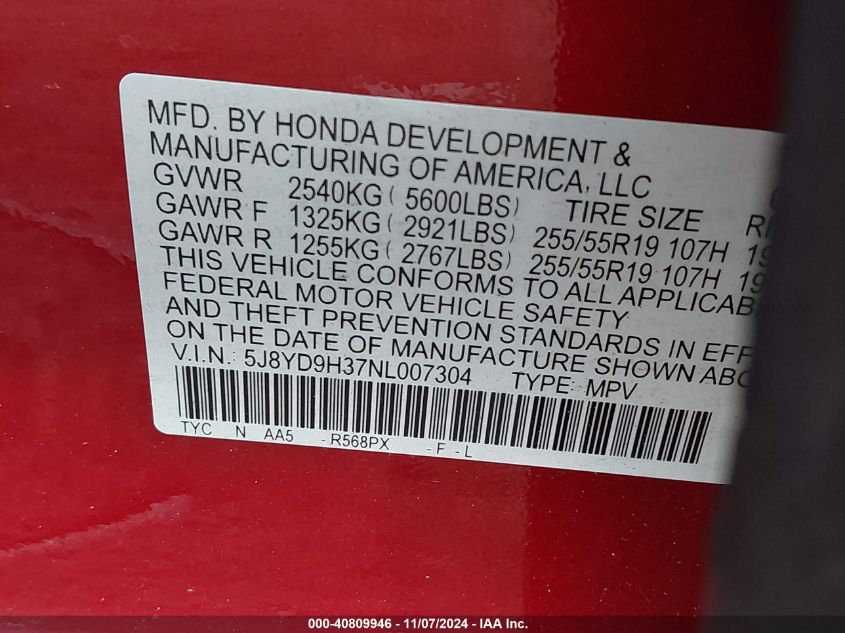 MFD. BY HONDA DEVELOPMENT &
MANUFACTURING OF AMERICA, LLC
GVWR 2540KG ( 5600LBS) TIRE SIZE
GAWR F 1325KG ( 2921LBS) 255/55R19 107H 19
GAWR R 1255KG ( 2767LBS) 255/55R19 107H 19
THIS VEHICLE CONFORMS TO ALL APPLICAB
FEDERAL MOTOR VEHICLE SAFETY
AND THEFT PREVENTION STANDARDS IN EFF
ON THE DATE OF MANUFACTURE SHOWN ABO
V.I.N. 5J8YD9H37NL007304 TYPE: MPV
TYC N AA5 - R568PX - F - L
000-40809946 - 11/07/2024 - IAA Inc.